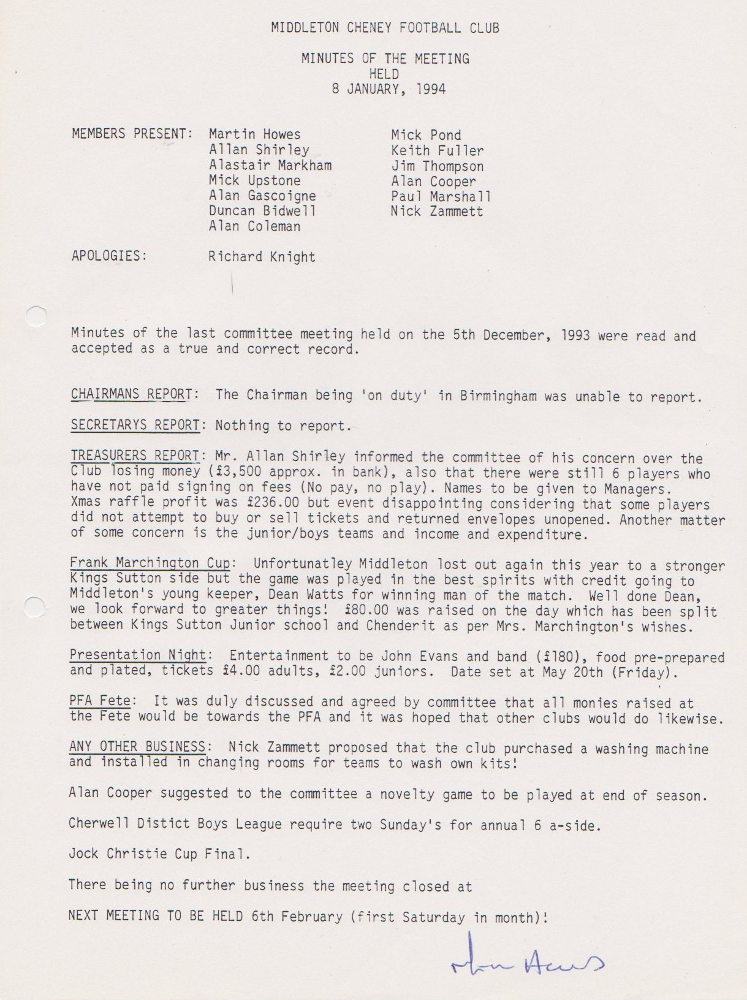 MIDDLETON CHENEY FOOTBALL CLUB
MINUTES OF THE MEETING
HELD
8 JANUARY, 1994
MEMBERS PRESENT: Martin Howes Mick Pond
Allan Shirley Keith Fuller
Alastair Markham Jim Thompson
Mick Upstone Alan Cooper
Alan Gascoigne Paul Marshall
Duncan Bidwell Nick Zammett
Alan Coleman
APOLOGIES: Richard Knight
Minutes of the last committee meeting held on the 5th December, 1993 were read and
accepted as a true and correct record.
CHAIRMANS REPORT: The Chairman being 'on duty' in Birmingham was unable to report.
SECRETARYS REPORT: Nothing to report.
TREASURERS REPORT: Mr. Allan Shirley informed the committee of his concern over the
Club losing money (£3,500 approx. in bank), also that there were still 6 players who
have not paid signing on fees (No pay, no play). Names to be given to Managers.
Xmas raffle profit was £236.00 but event disappointing considering that some players
did not attempt to buy or sell tickets and returned envelopes unopened. Another matter
of some concern is the junior/boys teams and income and expenditure.
Frank Marchington Cup: Unfortunatley Middleton lost out again this year to a stronger
Kings Sutton side but the game was played in the best spirits with credit going to
Middleton's young keeper, Dean Watts for winning man of the match. Well done Dean,
we look forward to greater things! £80.00 was raised on the day which has been split
between Kings Sutton Junior school and Chenderit as per Mrs. Marchington's wishes.
Presentation Night: Entertainment to be John Evans and band (£180), food pre-prepared
and plated, tickets £4.00 adults, £2.00 juniors. Date set at May 20th (Friday).
PFA Fete: It was duly discussed and agreed by committee that all monies raised at
the Fete would be towards the PFA and it was hoped that other clubs would do likewise.
ANY OTHER BUSINESS: Nick Zammett proposed that the club purchased a washing machine
and installed in changing rooms for teams to wash own kits!
Alan Cooper suggested to the committee a novelty game to be played at end of season.
Cherwell Distict Boys League require two Sunday's for annual 6 a-side.
Jock Christie Cup Final.
There being no further business the meeting closed at
NEXT MEETING TO BE HELD 6th February (first Saturday in month)!